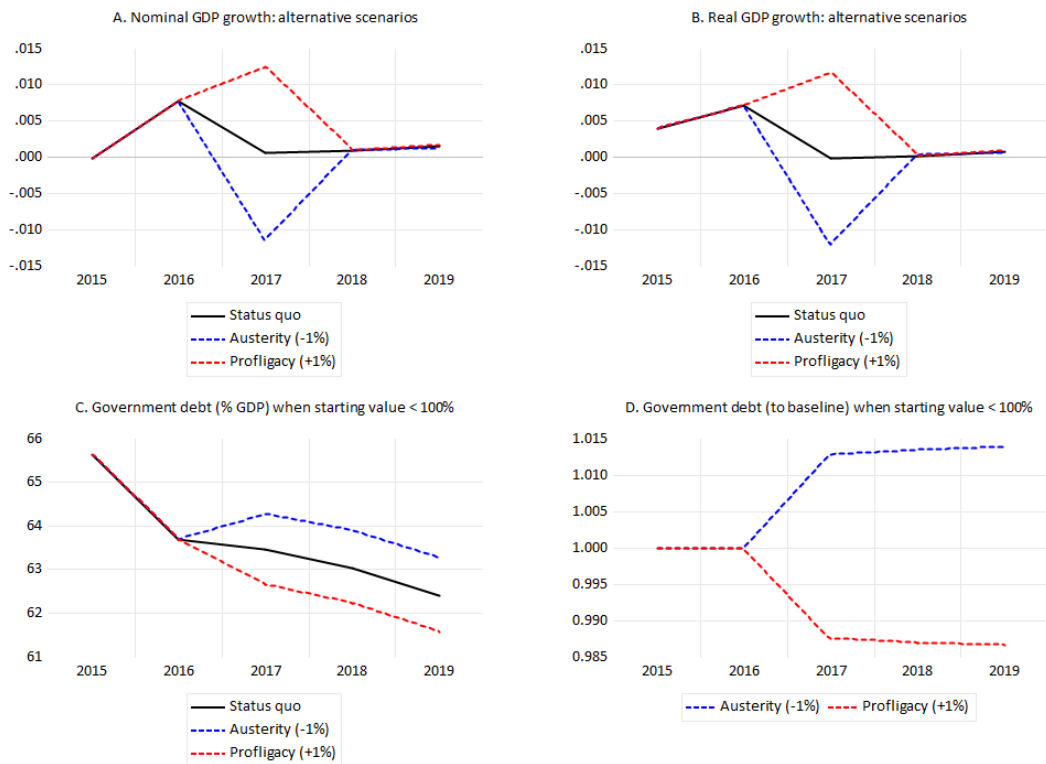 A. Nominal GDP growth: alternative scenarios
.015
.010
.005
.000
-.005
-.010
-.015
2015 2016 2017 2018 2019
Status quo
Austerity (-1%)
Profligacy (+1%)
B. Real GDP growth: alternative scenarios
.015
.010
.005
.000
-.005
-.010
-.015
2015 2016 2017 2018 2019
Status quo
Austerity (-1%)
Profligacy (+1%)
C. Government debt (% GDP) when starting value < 100%
66
65
64
63
62
61
2015 2016 2017 2018 2019
Status quo
Austerity (-1%)
Profligacy (+1%)
D. Government debt (to baseline) when starting value < 100%
1.015
1.010
1.005
1.000
0.995
0.990
0.985
2015 2016 2017 2018 2019
Austerity (-1%) Profligacy (+1%)